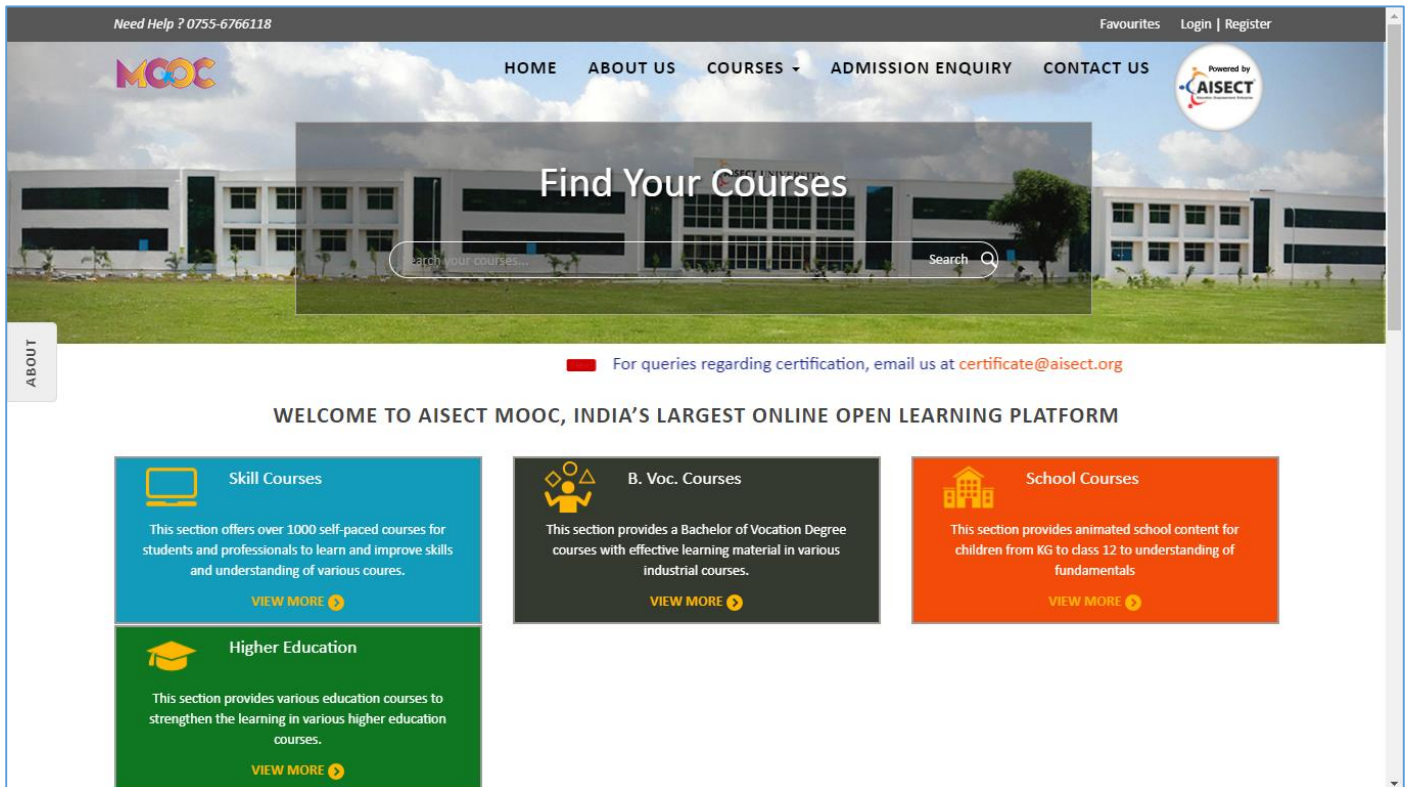 Need Help ? 0755-6766118
Favourites Login | Register
MOOC
HOME ABOUT US COURSES ADMISSION ENQUIRY CONTACT US
Powered by
AISECT
AISECT UNIVERSITY
Find Your Courses
Search your courses...
Search
ABOUT
For queries regarding certification, email us at certificate@aisect.org
WELCOME TO AISECT MOOC, INDIA'S LARGEST ONLINE OPEN LEARNING PLATFORM
Skill Courses
This section offers over 1000 self-paced courses for
students and professionals to learn and improve skills
and understanding of various coures.
VIEW MORE
B. Voc. Courses
This section provides a Bachelor of Vocation Degree
courses with effective learning material in various
industrial courses.
VIEW MORE
School Courses
This section provides animated school content for
children from KG to class 12 to understanding of
fundamentals
VIEW MORE
Higher Education
This section provides various education courses to
strengthen the learning in various higher education
courses.
VIEW MORE